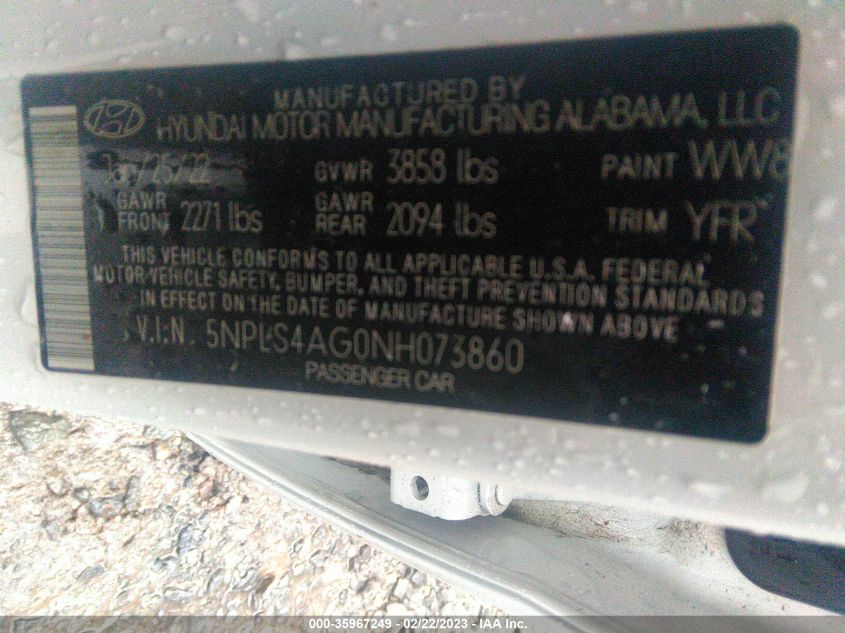 MANUFACTURED BY
HYUNDAI MOTOR MANUFACTURING ALABAMA, LLC
/25/22 GVWR 3858 lbs PAINT WW8
GAWR FRONT 2271 lbs GAWR REAR 2094 lbs TRIM YFR
THIS VEHICLE CONFORMS TO ALL APPLICABLE U.S.A. FEDERAL
MOTOR VEHICLE SAFETY, BUMPER, AND THEFT PREVENTION STANDARDS
IN EFFECT ON THE DATE OF MANUFACTURE SHOWN ABOVE
V.I.N. 5NPLS4AG0NH073860
PASSENGER CAR
000-35967249 - 02/22/2023 - IAA Inc.